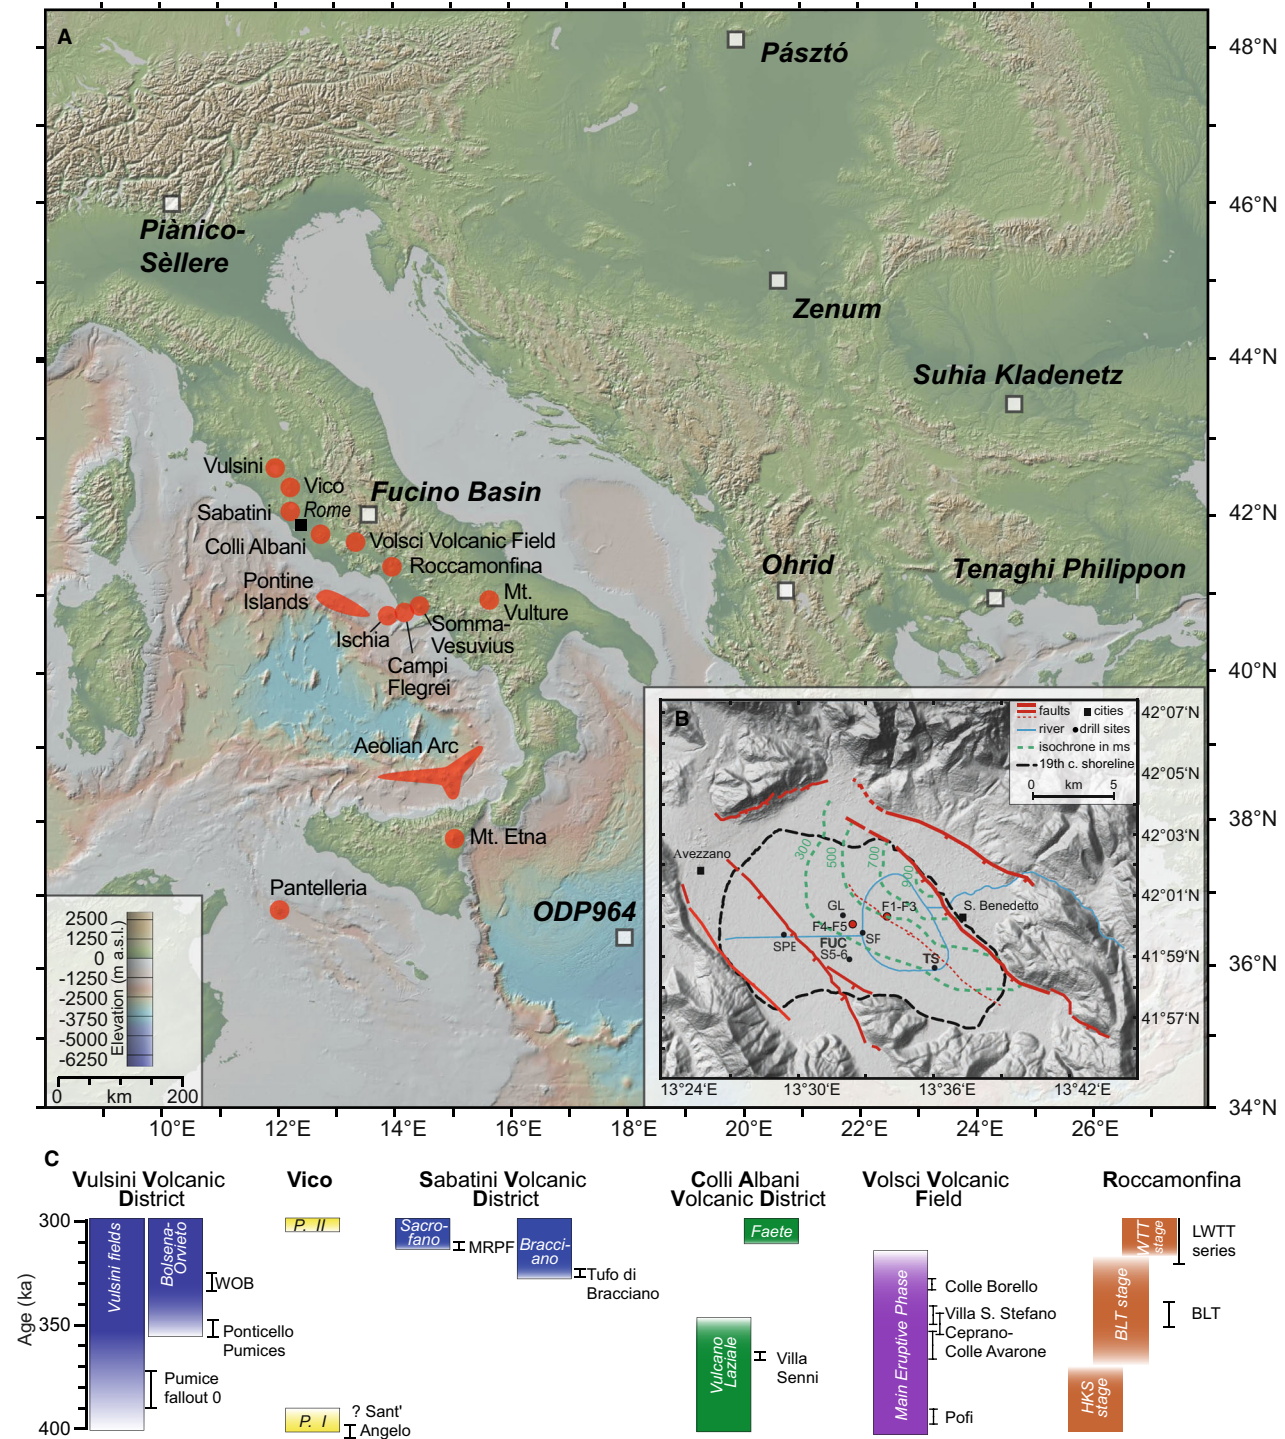 A
Pásztó
48°N
46°N
Piànico-
Sèllere
Zenum
44°N
Suhia Kladenetz
Vulsini
Vico
Fucino Basin
Sabatini
Rome
42°N
Colli Albani
Volsci Volcanic Field
Roccamonfina
Ohrid
Tenaghi Philippon
Pontine
Islands
Mt.
Vulture
Ischia
Somma-
Vesuvius
Campi
Flegrei
40°N
Aeolian Arc
Mt. Etna
38°N
Pantelleria
ODP964
36°N
34°N
2500
1250
0
-1250
-2500
-3750
-5000
-6250
Elevation (m a.s.l.)
0 km 200
10°E 12°E 14°E 16°E 18°E 20°E 22°E 24°E 26°E
B
faults cities
river drill sites
isochrone in ms
19th c. shoreline
0 km 5
42°07'N
42°05'N
42°03'N
42°01'N
41°59'N
41°57'N
Avezzano
300
500
700
900
GL
F1-F3
S. Benedetto
F4-F5
SF
SPE
FUC
S5-6
TS
13°24'E 13°30'E 13°36'E 13°42'E
C
Vulsini Volcanic
District
Vico
Sabatini Volcanic
District
Colli Albani
Volcanic District
Volsci Volcanic
Field
Roccamonfina
Age (ka)
300
350
400
Vulsini fields
Bolsena-
Orvieto
WOB
Ponticello
Pumices
Pumice
fallout 0
P. II
P. I
? Sant'
Angelo
Sacro-
fano
MRPF
Bracci-
ano
Tufo di
Bracciano
Faete
Vulcano
Laziale
Villa
Senni
Main Eruptive Phase
Colle Borello
Villa S. Stefano
Ceprano-
Colle Avarone
Pofi
WTT
stage
LWTT
series
BLT stage
BLT
HKS
stage